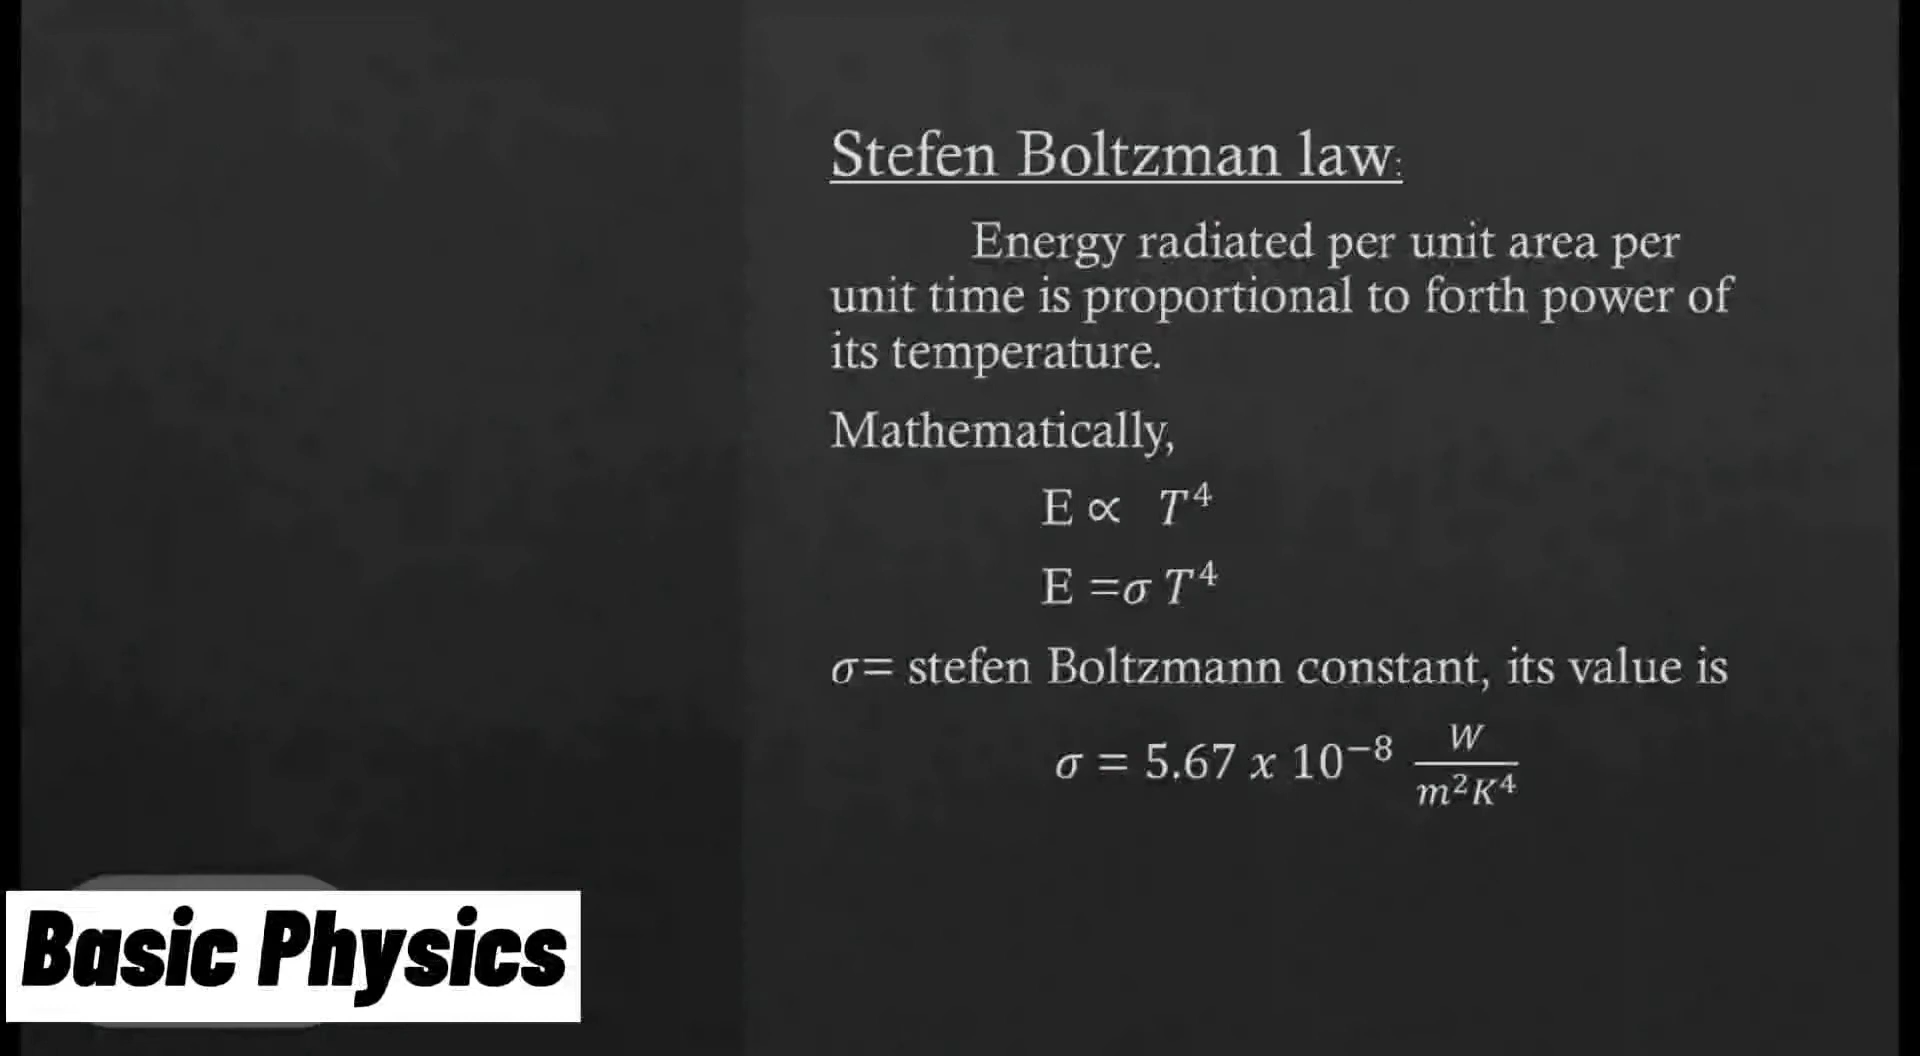 Stefen Boltzman law:
Energy radiated per unit area per
unit time is proportional to forth power of
its temperature.
Mathematically,
E ∝ T⁴
E =σ T⁴
σ= stefen Boltzmann constant, its value is
σ = 5.67 x 10⁻⁸ W/m²K⁴
Basic Physics